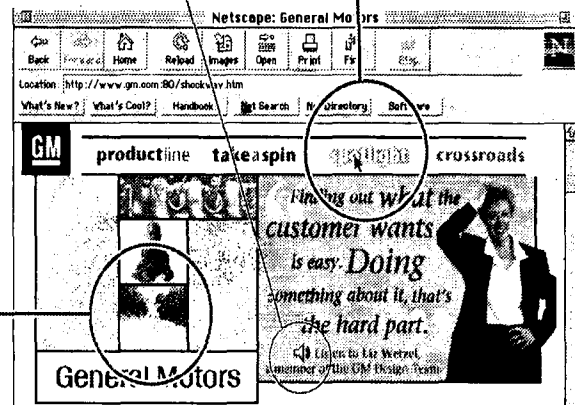 Netscape: General Motors
Back Forward Home Reload Images Open Print
Location: http://www.gm.com:80/shockwav.htm
What's New? What's Cool? Handbook Net Search Net Directory Software
GM productline takeaspin crossroads
Finding out what the
customer wants
is easy. Doing
something about it, that's
the hard part.
Listen to Liz Wetzel,
a member of the GM Design Team
General Motors